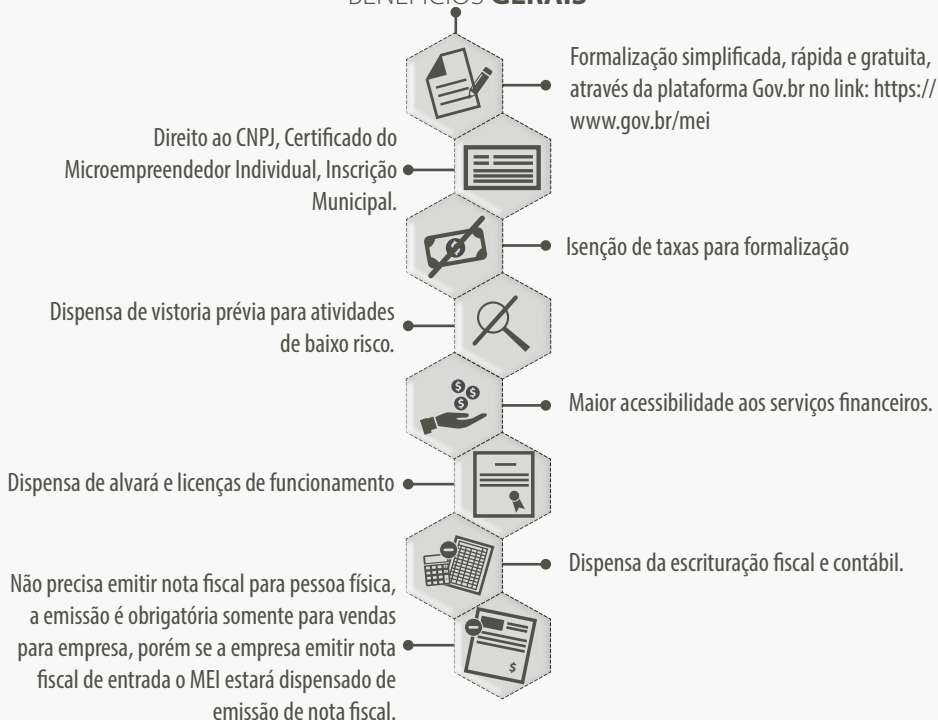 BENEFÍCIOS GERAIS
Formalização simplificada, rápida e gratuita,
através da plataforma Gov.br no link: https://
www.gov.br/mei
Direito ao CNPJ, Certificado do
Microempreendedor Individual, Inscrição
Municipal.
Isenção de taxas para formalização
Dispensa de vistoria prévia para atividades
de baixo risco.
Maior acessibilidade aos serviços financeiros.
Dispensa de alvará e licenças de funcionamento
Dispensa da escrituração fiscal e contábil.
Não precisa emitir nota fiscal para pessoa física,
a emissão é obrigatória somente para vendas
para empresa, porém se a empresa emitir nota
fiscal de entrada o MEI estará dispensado de
emissão de nota fiscal.